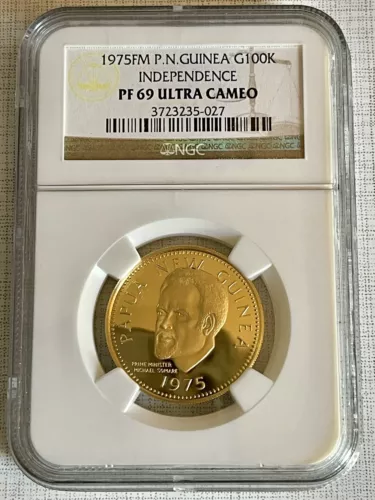 1975FM P.N.GUINEA G100K
INDEPENDENCE
PF 69 ULTRA CAMEO
3723235-027
NGC
PAPUA NEW GUINEA
PRIME MINISTER
MICHAEL SOMARE
1975